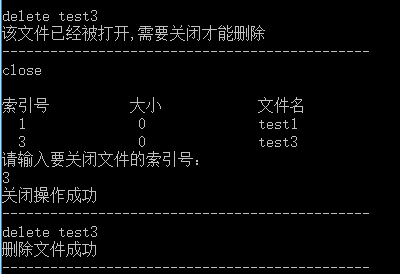 delete test3
该文件已经被打开,需要关闭才能删除
----------------------------------------------
close
索引号 大小 文件名
1 0 test1
3 0 test3
请输入要关闭文件的索引号:
3
关闭操作成功
----------------------------------------------
delete test3
删除文件成功
----------------------------------------------